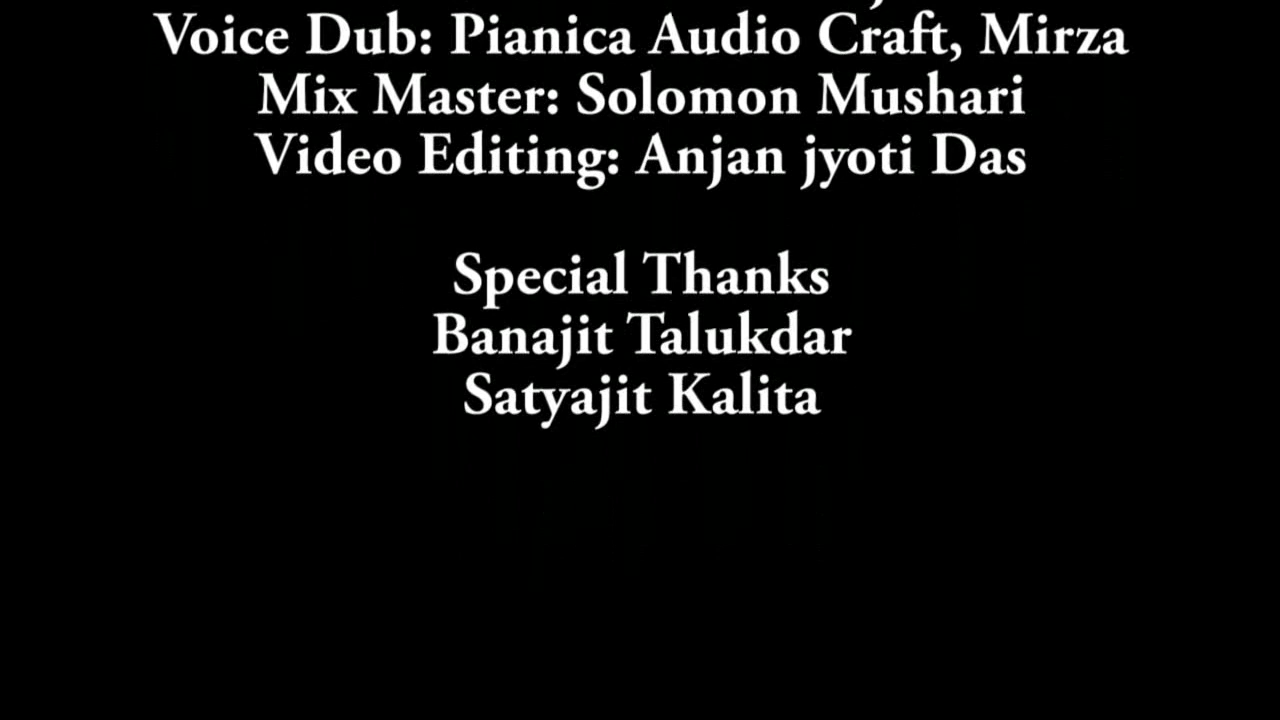 Voice Dub: Pianica Audio Craft, Mirza
Mix Master: Solomon Mushari
Video Editing: Anjan jyoti Das
Special Thanks
Banajit Talukdar
Satyajit Kalita